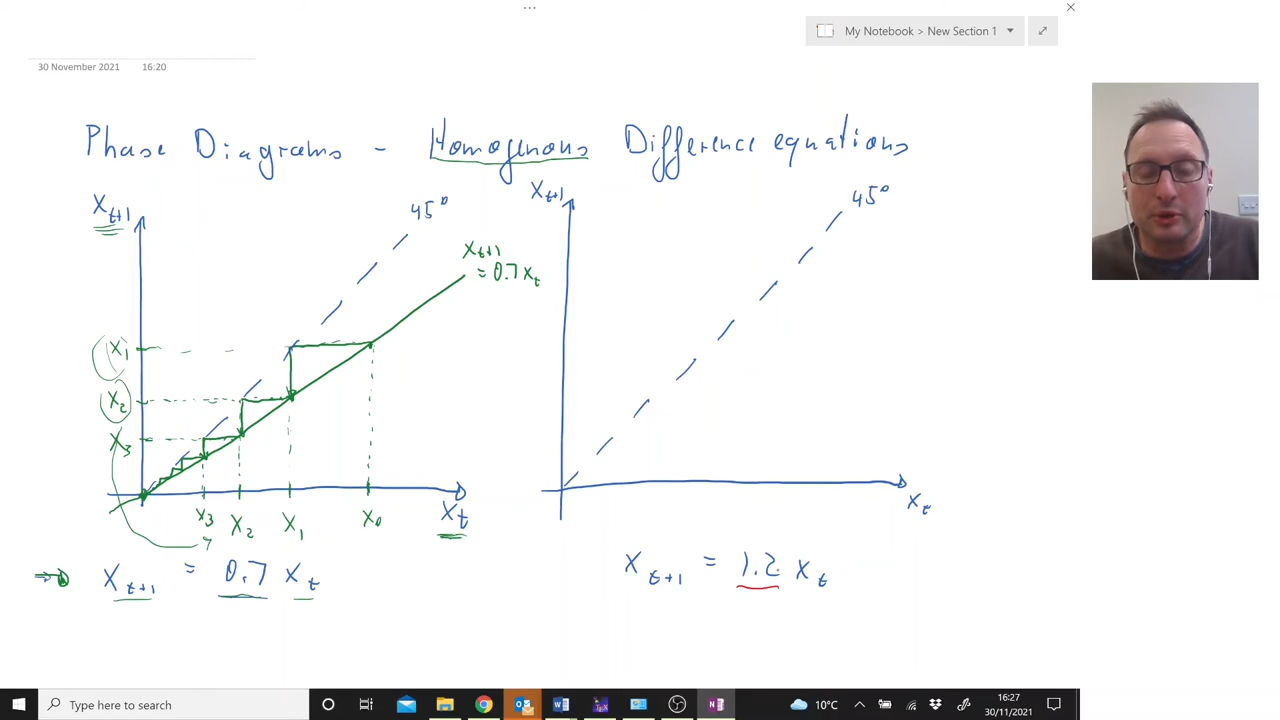 My Notebook > New Section 1
30 November 2021 16:20
Phase Diagrams - Homogenous Difference equations
X_{t+1}
45°
X_{t+1}
= 0.7 X_t
X_1
X_2
X_3
X_3 X_2 X_1 X_0 X_t
X_{t+1} = 0.7 X_t
X_{t+1}
45°
X_t
X_{t+1} = 1.2 X_t
Type here to search
10°C
16:27
30/11/2021